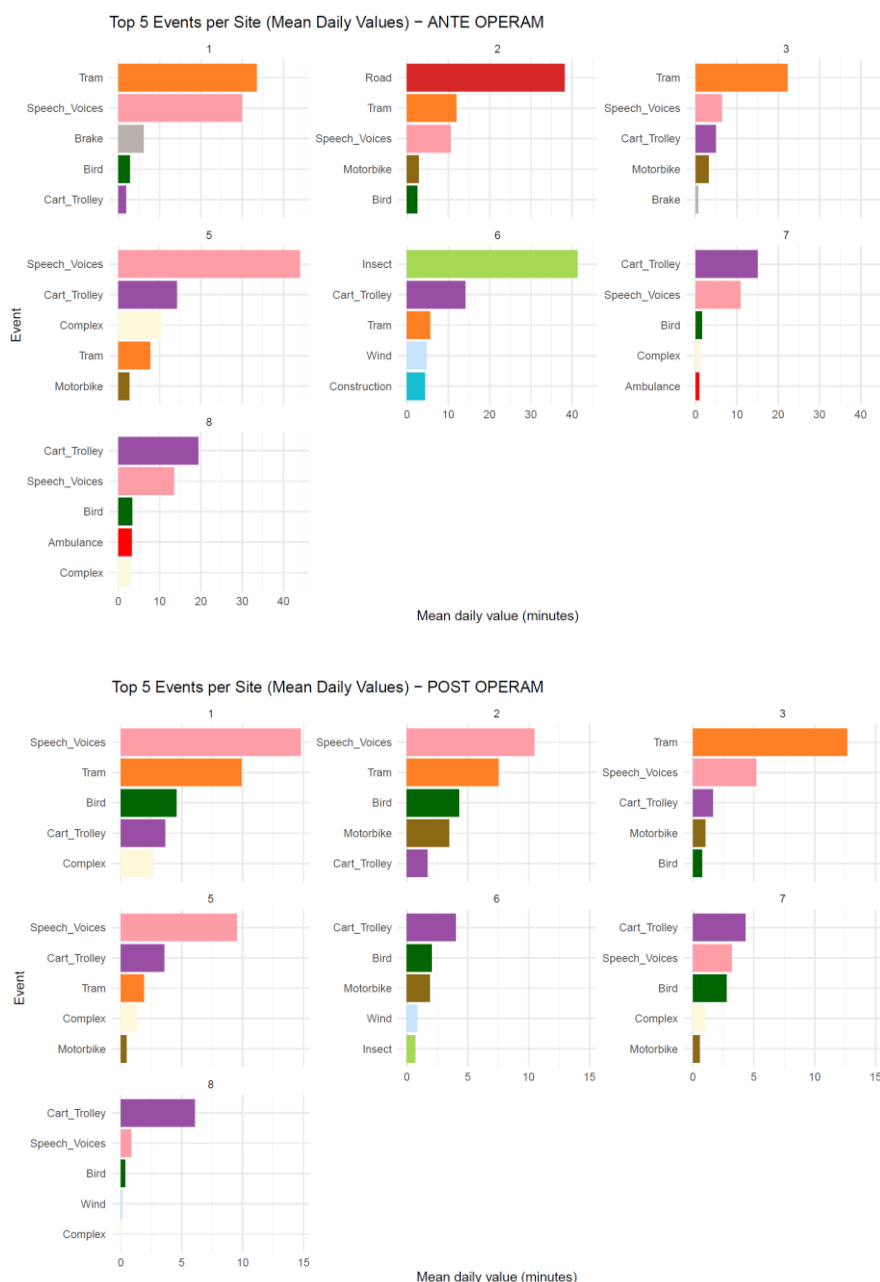 Top 5 Events per Site (Mean Daily Values) − ANTE OPERAM
1
Tram
Speech_Voices
Brake
Bird
Cart_Trolley
2
Road
Tram
Speech_Voices
Motorbike
Bird
3
Tram
Speech_Voices
Cart_Trolley
Motorbike
Brake
5
Speech_Voices
Cart_Trolley
Complex
Tram
Motorbike
6
Insect
Cart_Trolley
Tram
Wind
Construction
0 10 20 30 40
7
Cart_Trolley
Speech_Voices
Bird
Complex
Ambulance
0 10 20 30 40
8
Cart_Trolley
Speech_Voices
Bird
Ambulance
Complex
0 10 20 30 40
Event
Mean daily value (minutes)
Top 5 Events per Site (Mean Daily Values) − POST OPERAM
1
Speech_Voices
Tram
Bird
Cart_Trolley
Complex
2
Speech_Voices
Tram
Bird
Motorbike
Cart_Trolley
3
Tram
Speech_Voices
Cart_Trolley
Motorbike
Bird
5
Speech_Voices
Cart_Trolley
Tram
Complex
Motorbike
6
Cart_Trolley
Bird
Motorbike
Wind
Insect
0 5 10 15
7
Cart_Trolley
Speech_Voices
Bird
Complex
Motorbike
0 5 10 15
8
Cart_Trolley
Speech_Voices
Bird
Wind
Complex
0 5 10 15
Event
Mean daily value (minutes)